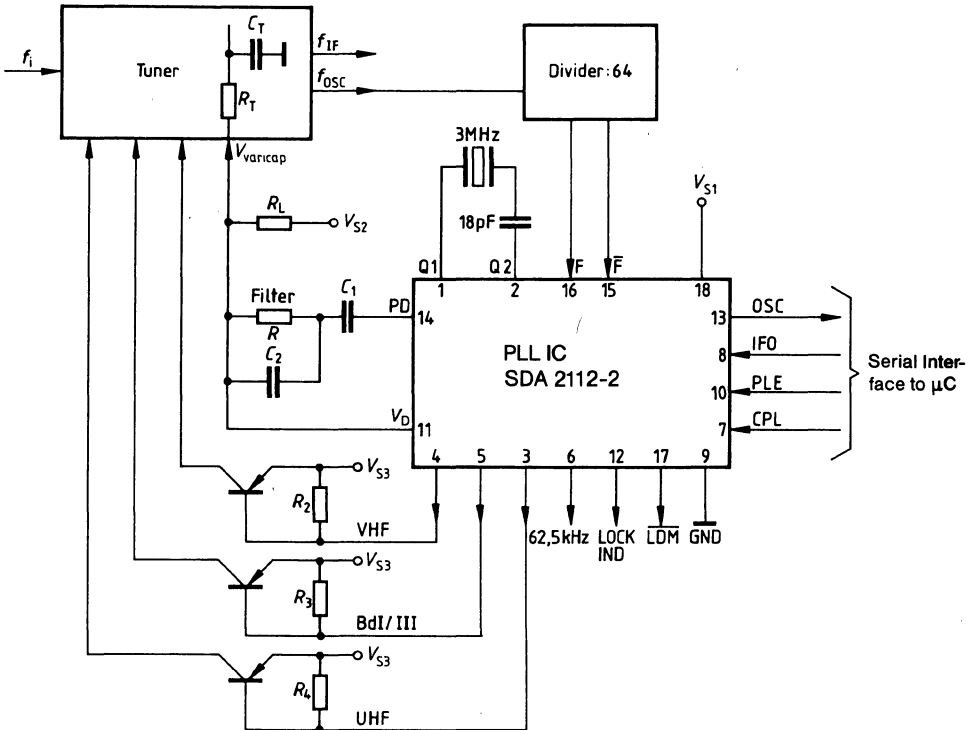 C_T
f_IF
f_i
Tuner
f_OSC
Divider:64
R_T
V_varicap
3MHz
R_L
V_S2
18pF
V_S1
Q1
Q2
F
F̅
1
2
16
15
18
C_1
PD
14
Filter
R
C_2
V_D
11
PLL IC
SDA 2112-2
13
OSC
8
IFO
10
PLE
7
CPL
Serial Inter-
face to µC
4
5
3
6
12
17
9
V_S3
R_2
VHF
62,5kHz
LOCK
IND
L̅D̅M̅
GND
V_S3
R_3
BdI/III
V_S3
R_4
UHF